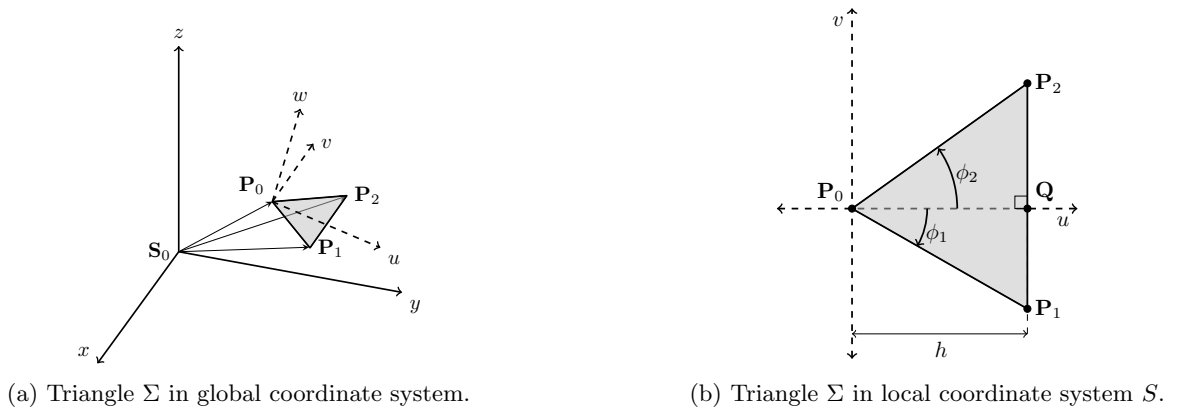 z
w
v
P₀
P₂
S₀
P₁
u
y
x
(a) Triangle Σ in global coordinate system.
v
P₂
ϕ₂
P₀
Q
u
ϕ₁
P₁
h
(b) Triangle Σ in local coordinate system S.